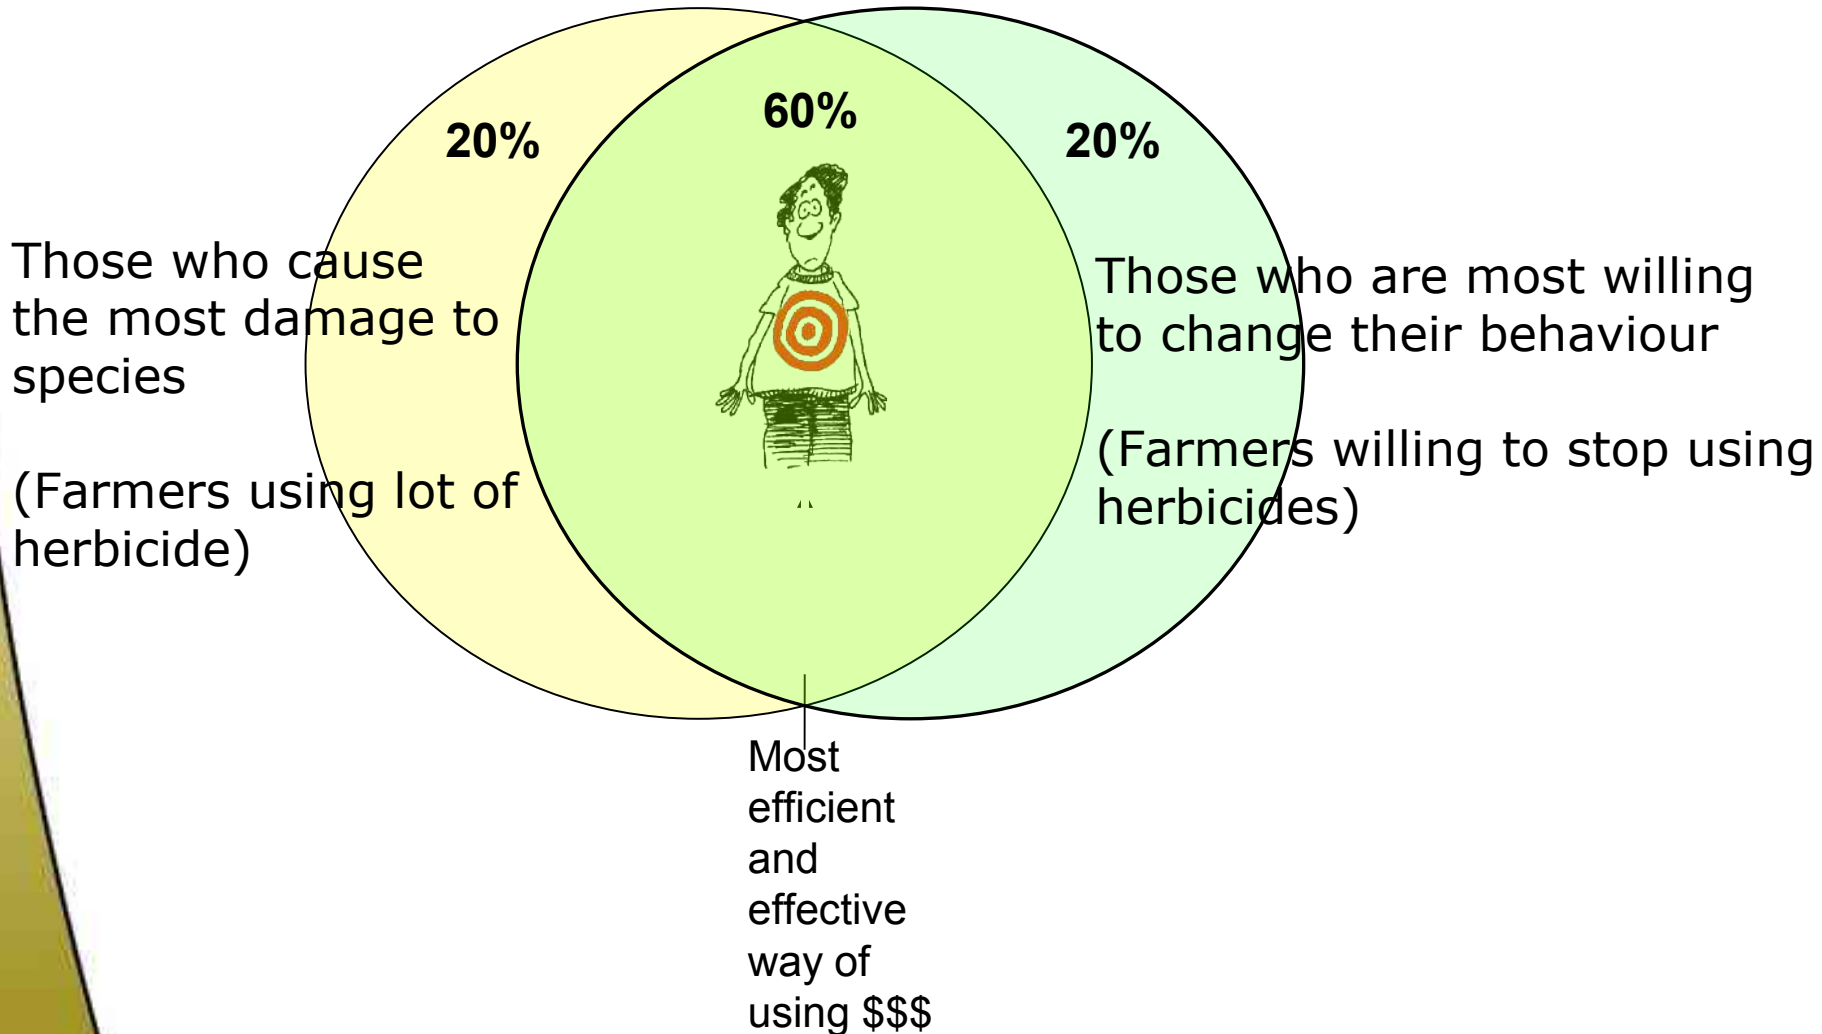 20%
60%
20%
Those who cause
the most damage to
species
(Farmers using lot of
herbicide)
Those who are most willing
to change their behaviour
(Farmers willing to stop using
herbicides)
Most
efficient
and
effective
way of
using $$$